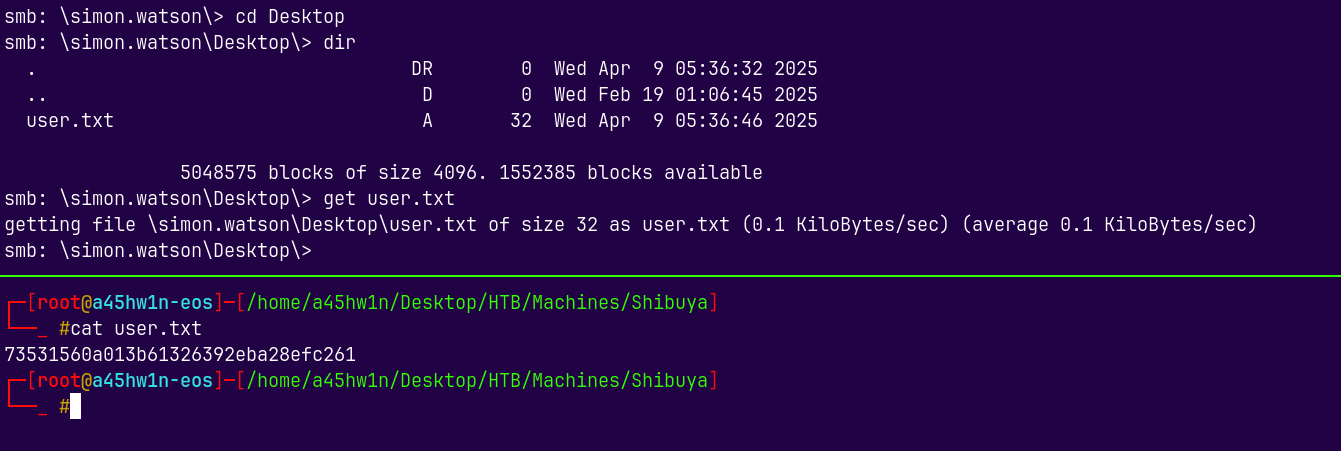 smb: \simon.watson\> cd Desktop
smb: \simon.watson\Desktop\> dir
  .                                  DR        0  Wed Apr  9 05:36:32 2025
  ..                                  D        0  Wed Feb 19 01:06:45 2025
  user.txt                            A       32  Wed Apr  9 05:36:46 2025

                5048575 blocks of size 4096. 1552385 blocks available
smb: \simon.watson\Desktop\> get user.txt
getting file \simon.watson\Desktop\user.txt of size 32 as user.txt (0.1 KiloBytes/sec) (average 0.1 KiloBytes/sec)
smb: \simon.watson\Desktop\>
┌─[root@a45hw1n-eos]─[/home/a45hw1n/Desktop/HTB/Machines/Shibuya]
└──_ #cat user.txt
73531560a013b61326392eba28efc261
┌─[root@a45hw1n-eos]─[/home/a45hw1n/Desktop/HTB/Machines/Shibuya]
└──_ #